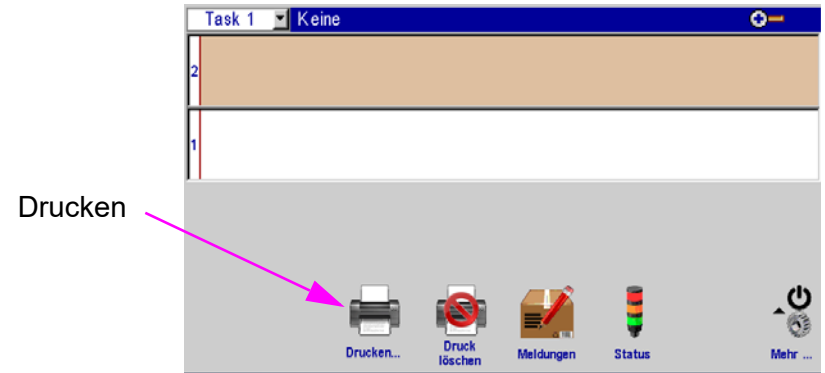 Task 1 Keine
2
1
Drucken
Drucken...
Druck
löschen
Meldungen
Status
Mehr ...